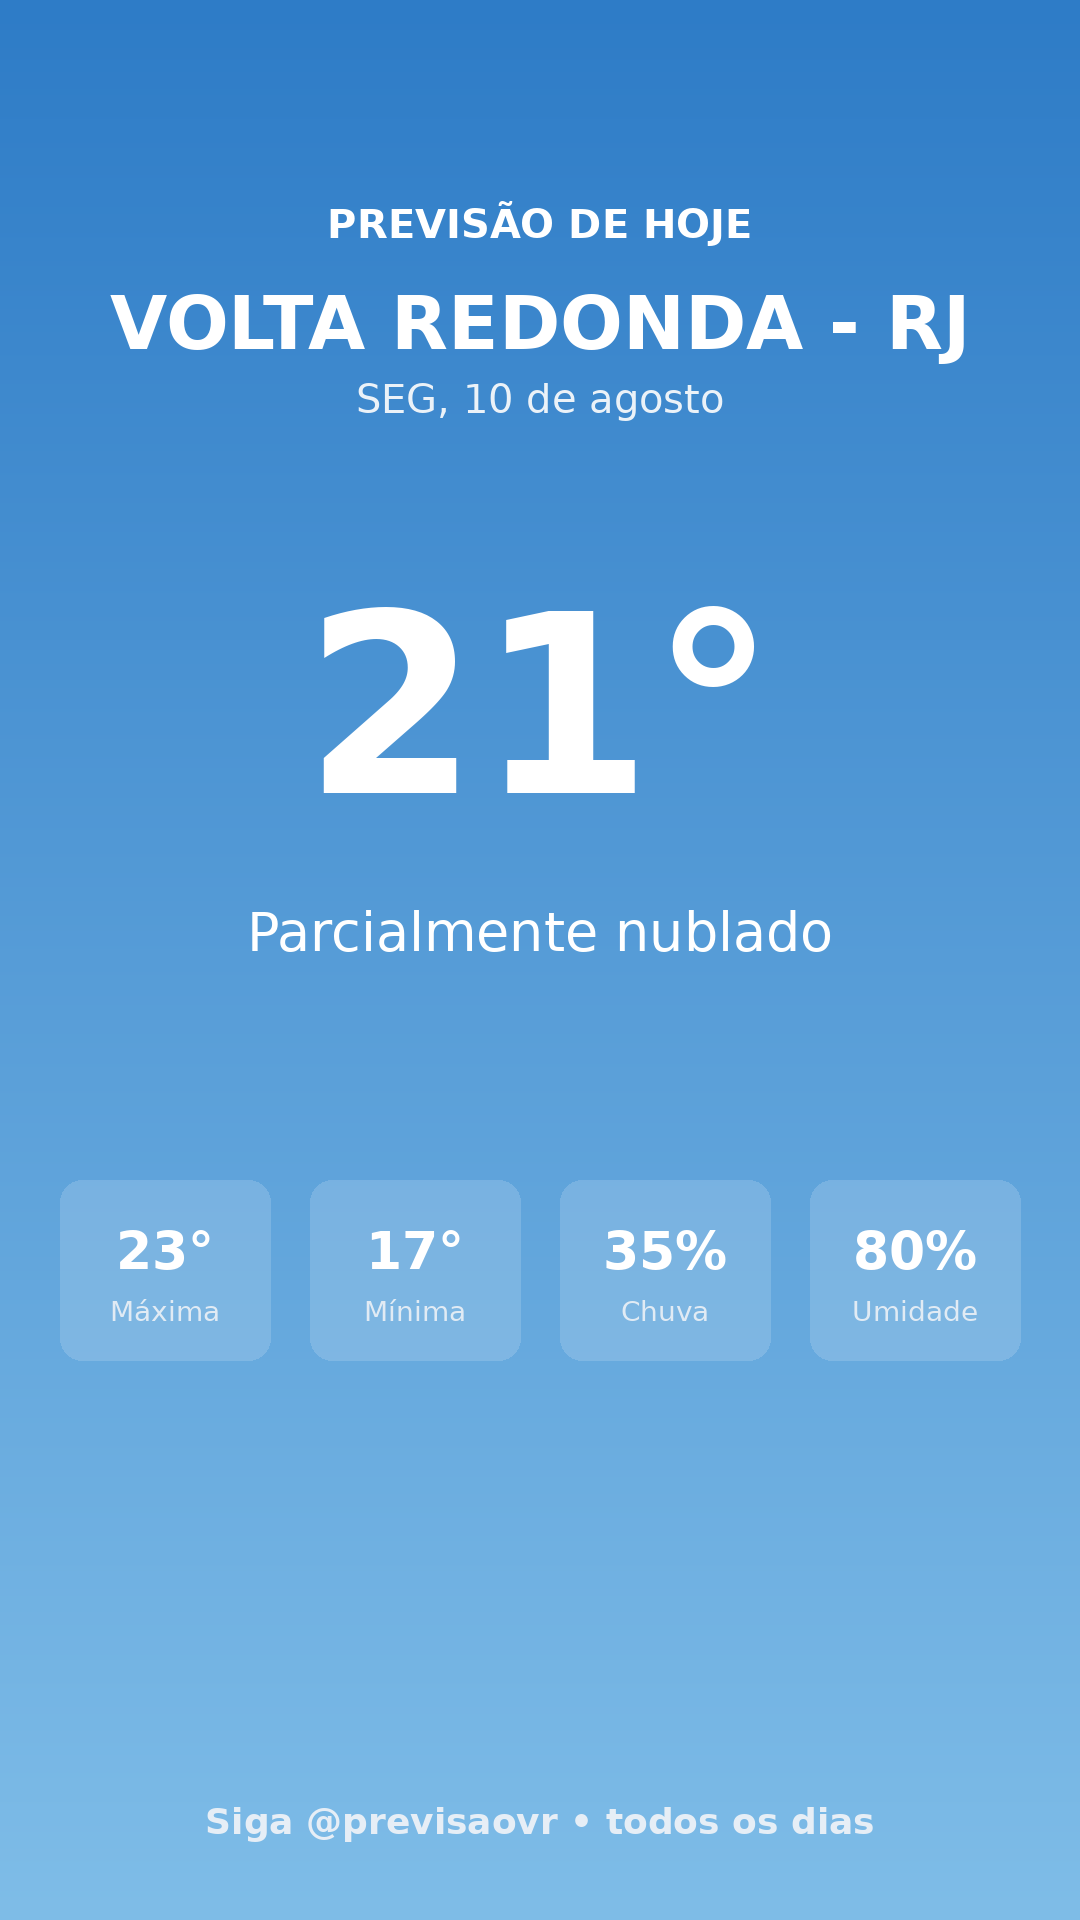 PREVISÃO DE HOJE
VOLTA REDONDA - RJ
SEG, 10 de agosto
21°
Parcialmente nublado
23° 17° 35% 80%
Máxima Mínima Chuva Umidade
Siga @previsaovr • todos os dias